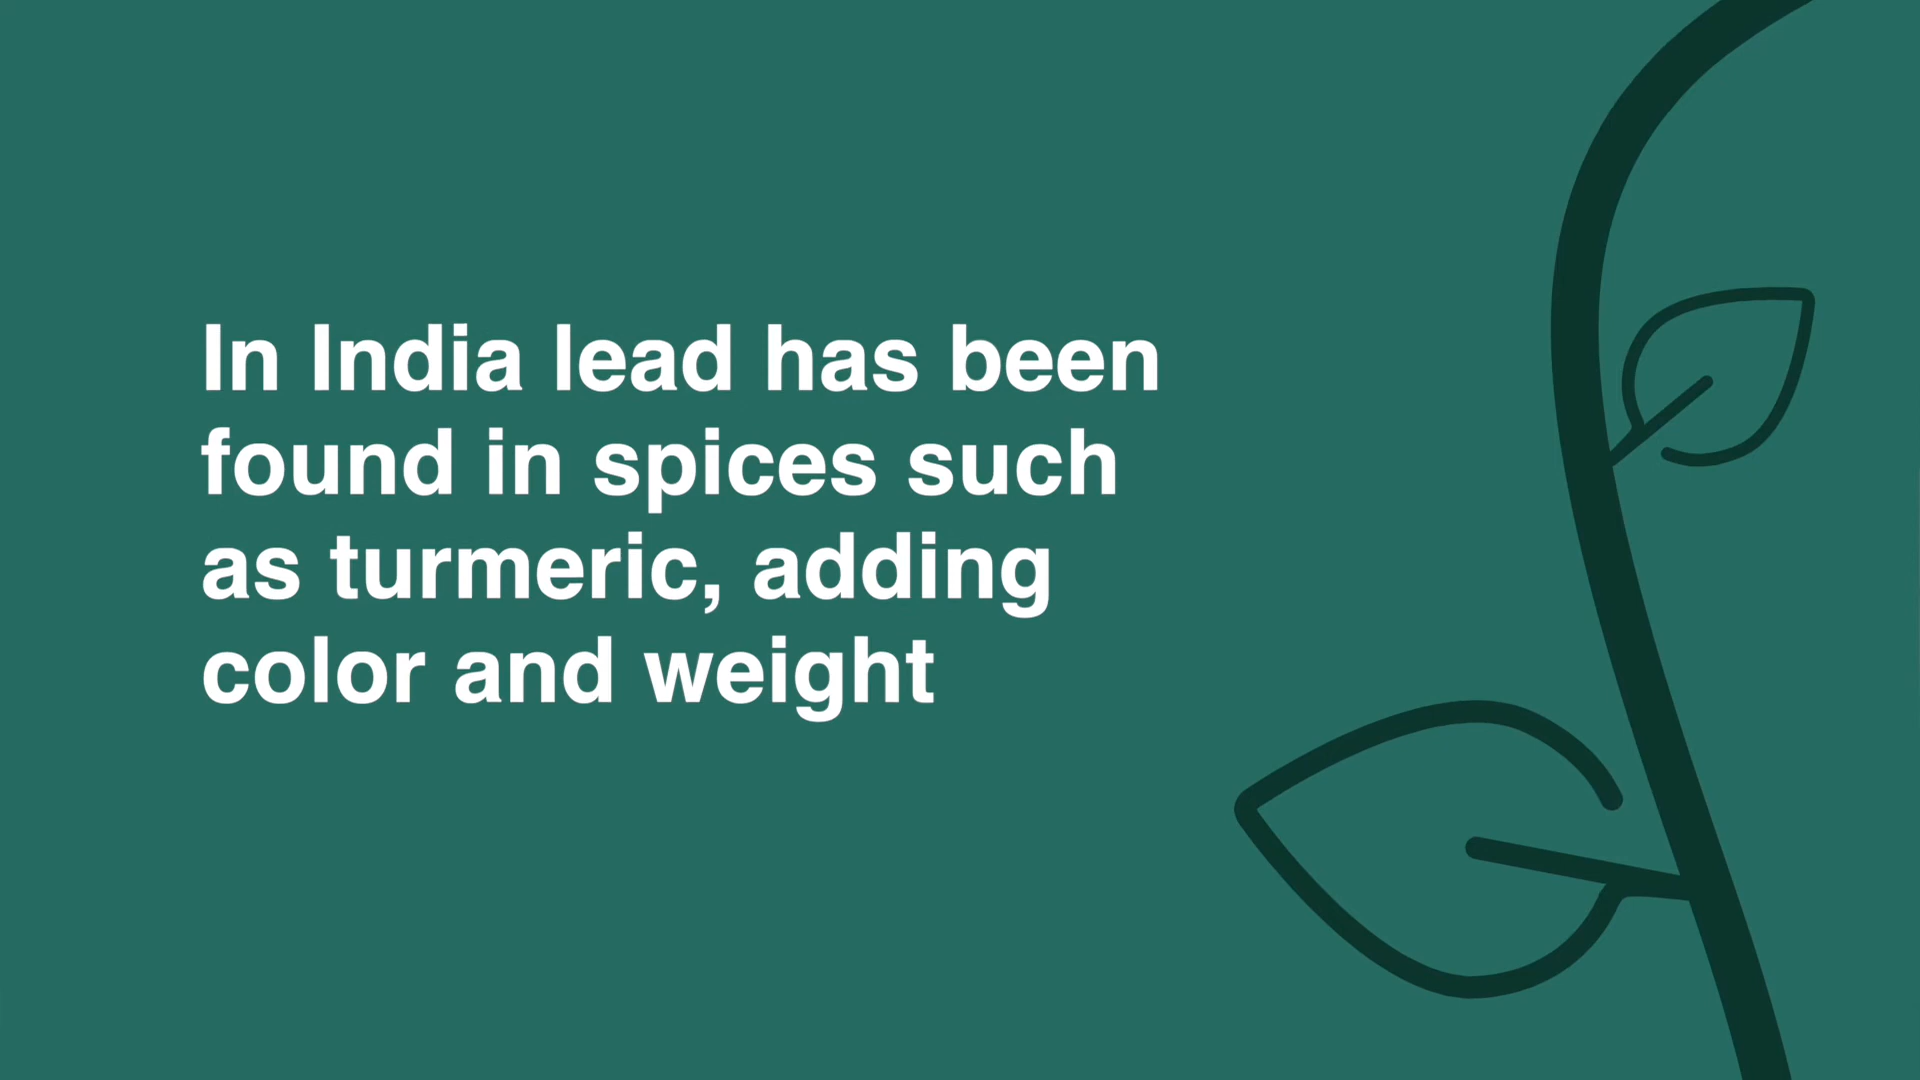 In India lead has been
found in spices such
as turmeric, adding
color and weight